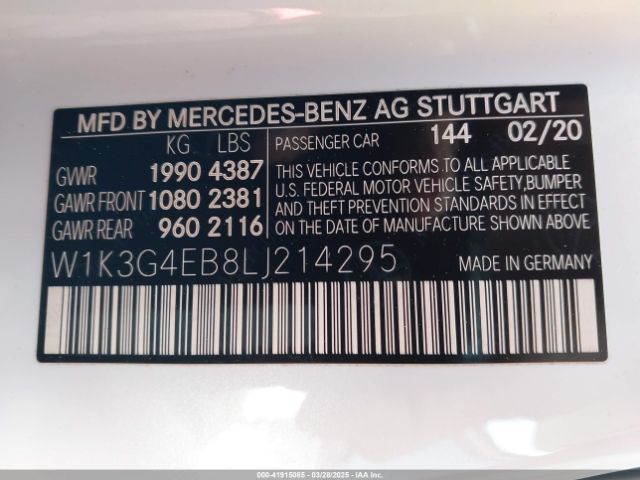 MFD BY MERCEDES-BENZ AG STUTTGART
KG LBS
GVWR 1990 4387
GAWR FRONT 1080 2381
GAWR REAR 960 2116
PASSENGER CAR 144 02/20
THIS VEHICLE CONFORMS TO ALL APPLICABLE
U.S. FEDERAL MOTOR VEHICLE SAFETY,BUMPER
AND THEFT PREVENTION STANDARDS IN EFFECT
ON THE DATE OF MANUFACTURE SHOWN ABOVE.
W1K3G4EB8LJ214295 MADE IN GERMANY
000-41915085 | 03/28/2025 - IAAI.COM